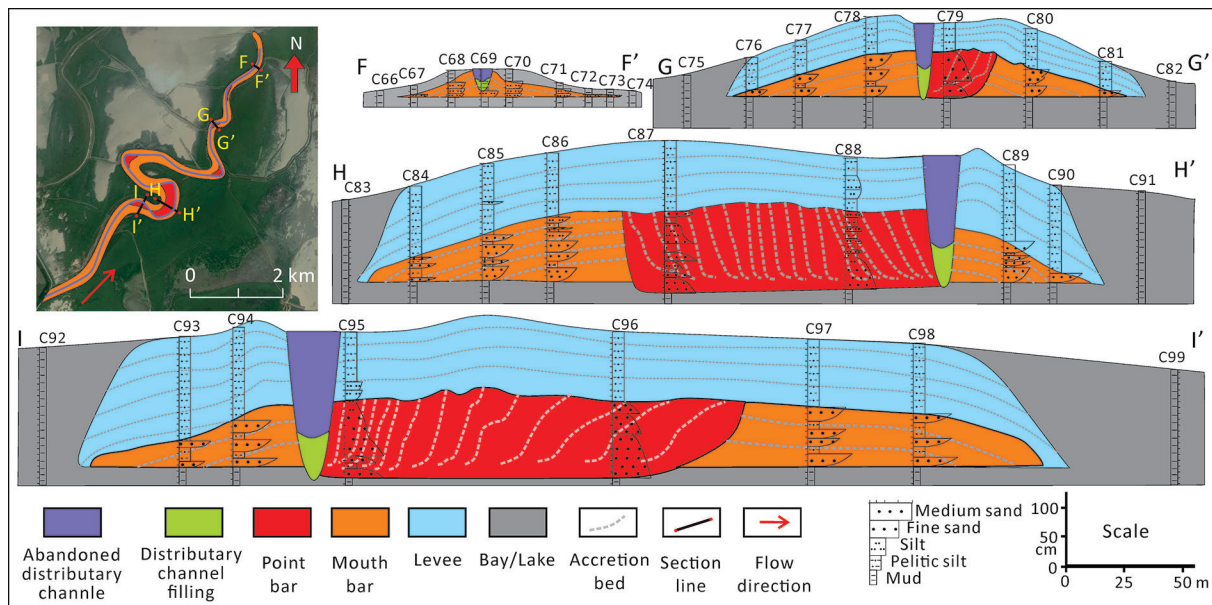 N
F
F'
G
G'
I
H
I'
H'
0
2 km
F
C66
C67
C68
C69
C70
C71
C72
C73
C74
F'
G
C75
C76
C77
C78
C79
C80
C81
C82
G'
H
C83
C84
C85
C86
C87
C88
C89
C90
C91
H'
I
C92
C93
C94
C95
C96
C97
C98
C99
I'
Abandoned
distributary
channle
Distributary
channel
filling
Point
bar
Mouth
bar
Levee
Bay/Lake
Accretion
bed
Section
line
Flow
direction
Medium sand
Fine sand
Silt
Pelitic silt
Mud
100
50
cm
0
Scale
0
25
50 m